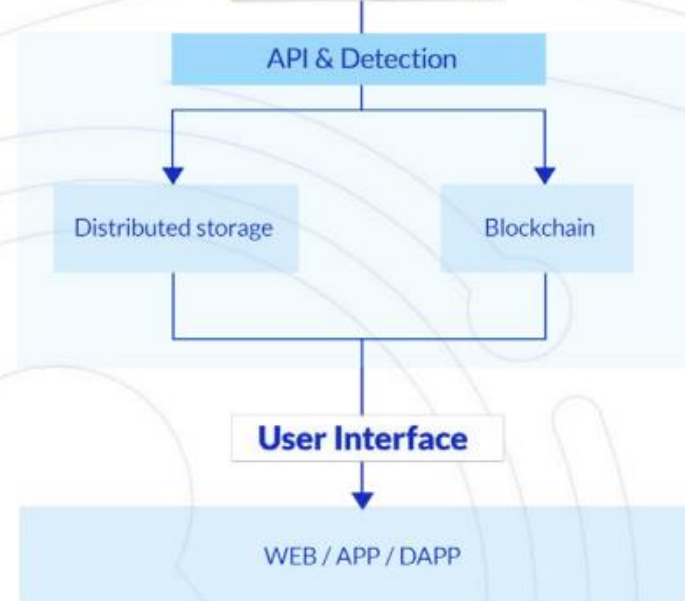 API & Detection
Distributed storage
Blockchain
User Interface
WEB / APP / DAPP